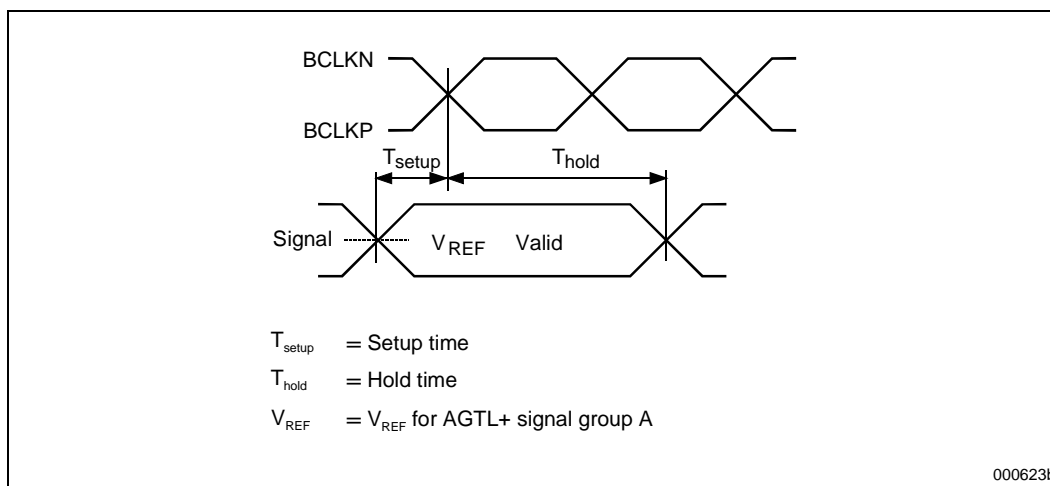 BCLKN
BCLKP
Tsetup Thold
Signal VREF Valid
Tsetup = Setup time
Thold = Hold time
VREF = VREF for AGTL+ signal group A
000623b